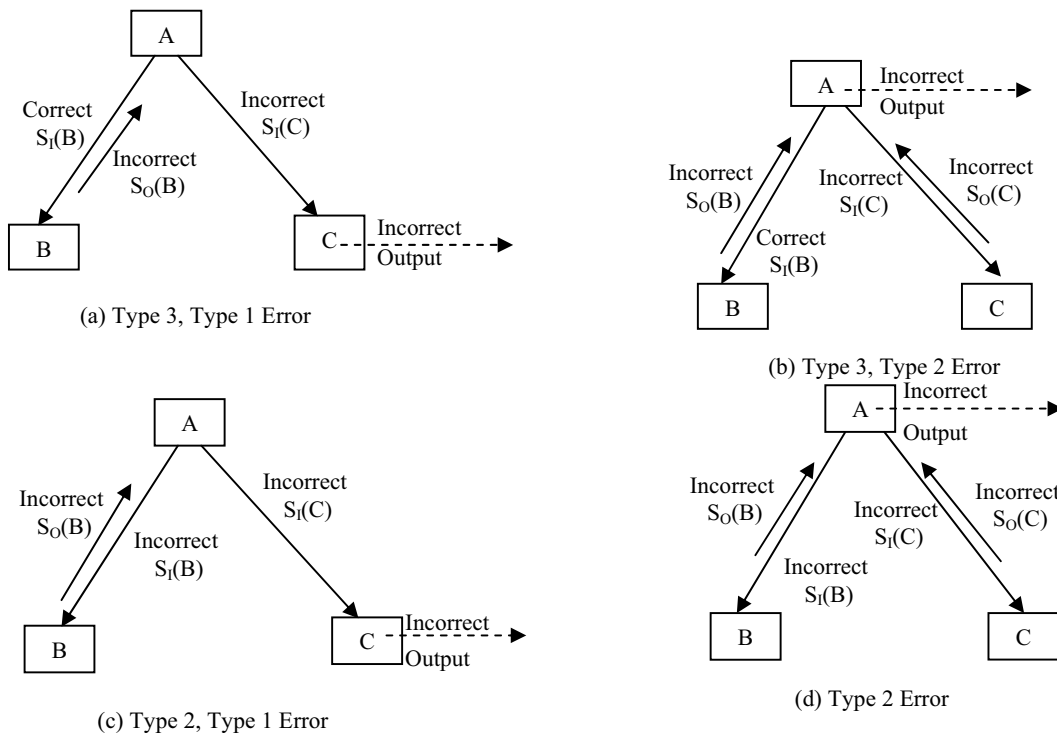 A
Correct
S_I(B)
Incorrect
S_O(B)
Incorrect
S_I(C)
B
C
Incorrect
Output
(a) Type 3, Type 1 Error
A
Incorrect
Output
Incorrect
S_O(B)
Correct
S_I(B)
Incorrect
S_I(C)
Incorrect
S_O(C)
B
C
(b) Type 3, Type 2 Error
A
Incorrect
S_O(B)
Incorrect
S_I(B)
Incorrect
S_I(C)
B
C
Incorrect
Output
(c) Type 2, Type 1 Error
A
Incorrect
Output
Incorrect
S_O(B)
Incorrect
S_I(B)
Incorrect
S_I(C)
Incorrect
S_O(C)
B
C
(d) Type 2 Error